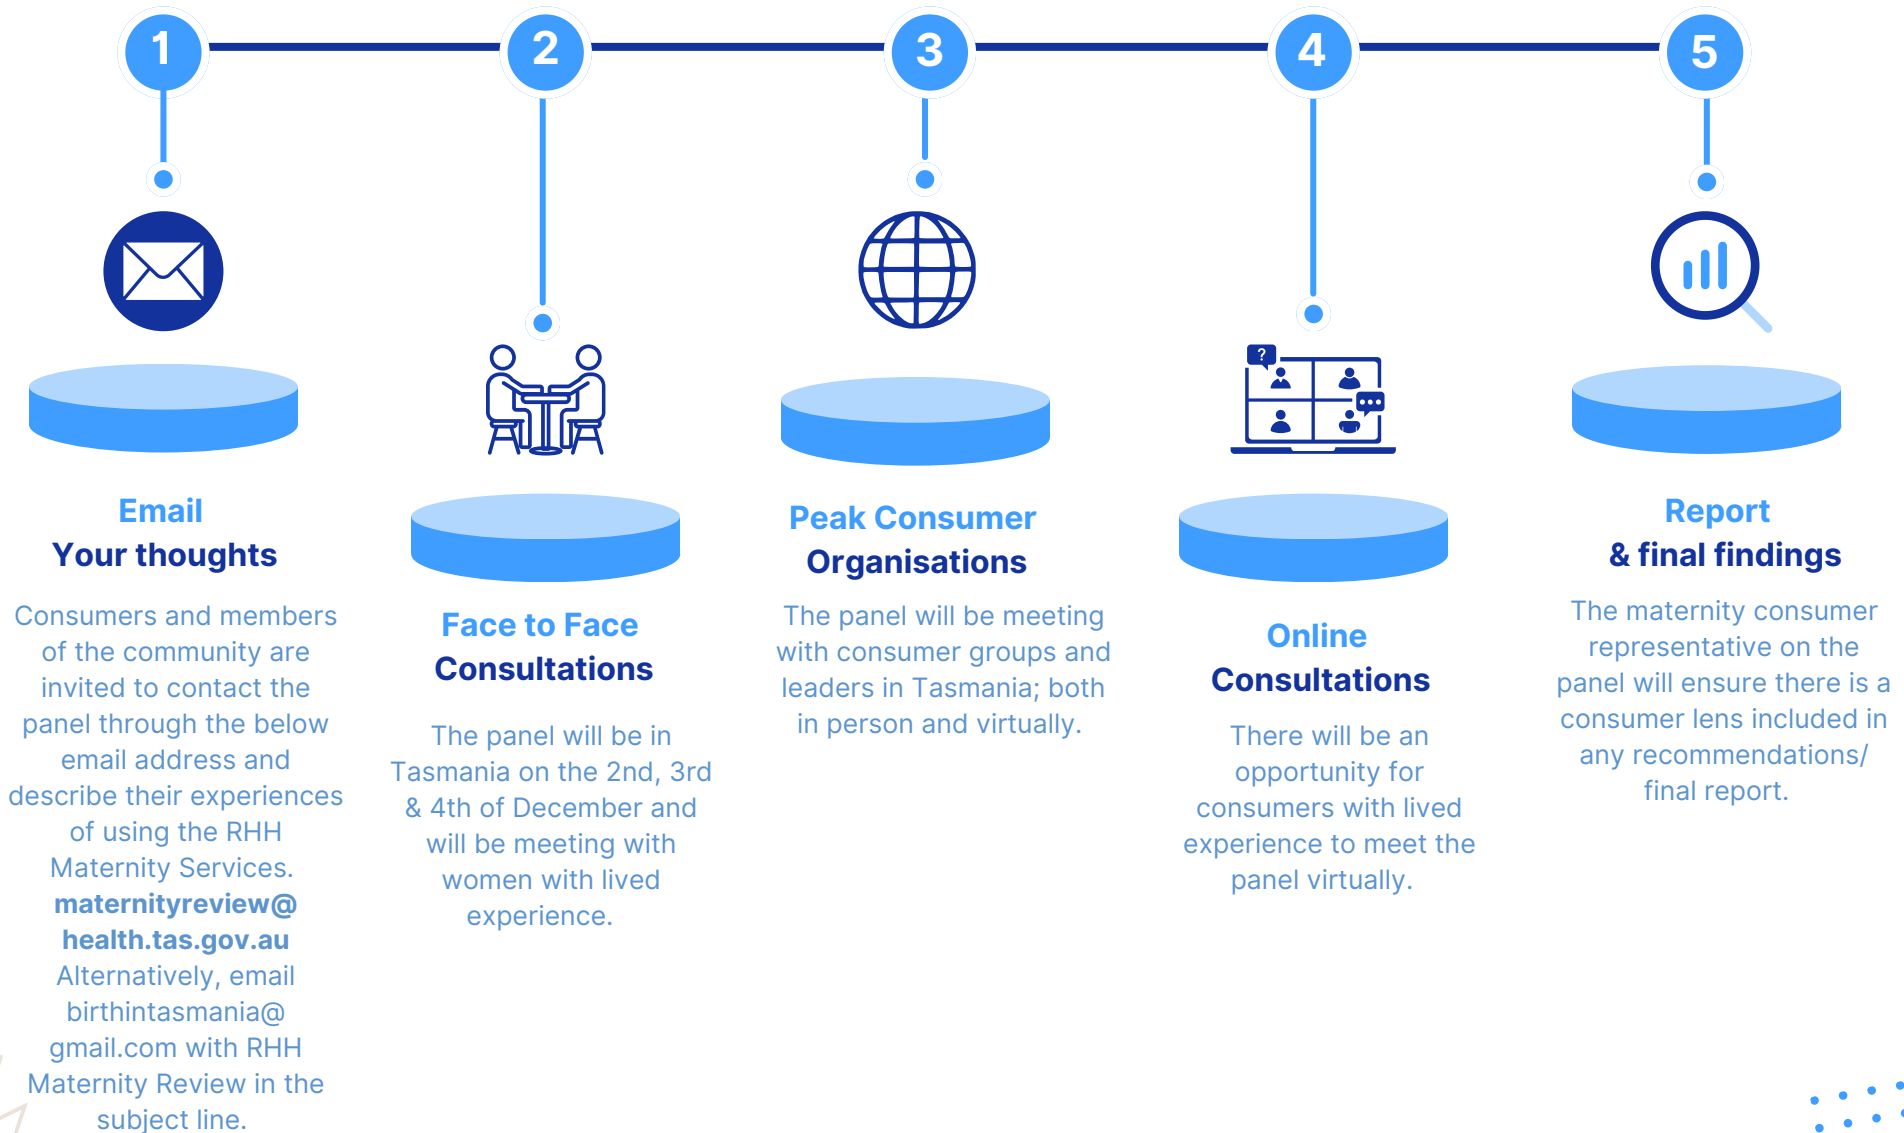 1
2
3
4
5
Email
Your thoughts
Consumers and members
of the community are
invited to contact the
panel through the below
email address and
describe their experiences
of using the RHH
Maternity Services.
maternityreview@
health.tas.gov.au
Alternatively, email
birthintasmania@
gmail.com with RHH
Maternity Review in the
subject line.
Face to Face
Consultations
The panel will be in
Tasmania on the 2nd, 3rd
& 4th of December and
will be meeting with
women with lived
experience.
Peak Consumer
Organisations
The panel will be meeting
with consumer groups and
leaders in Tasmania; both
in person and virtually.
?
Online
Consultations
There will be an
opportunity for
consumers with lived
experience to meet the
panel virtually.
Report
& final findings
The maternity consumer
representative on the
panel will ensure there is a
consumer lens included in
any recommendations/
final report.